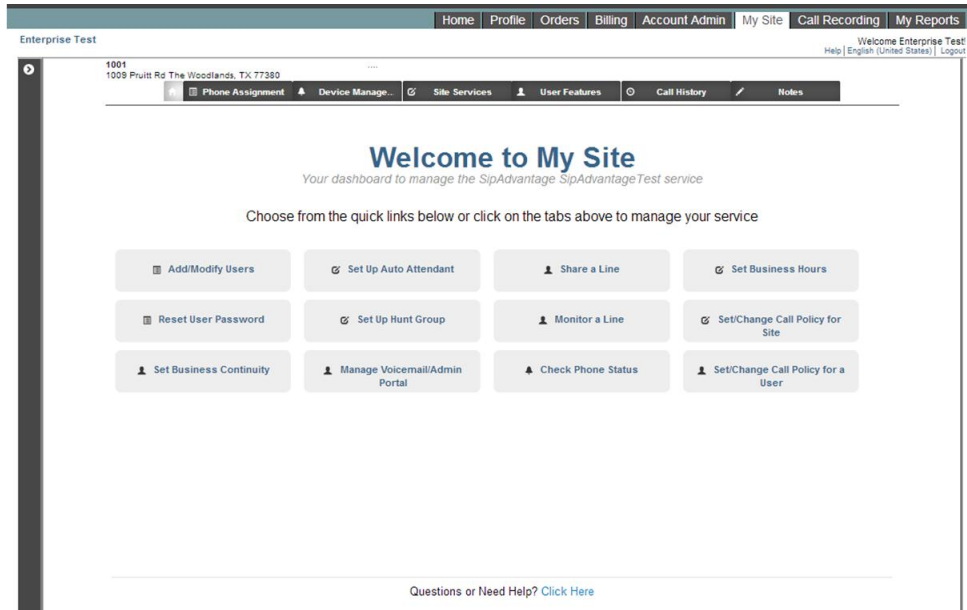 Home Profile Orders Billing Account Admin My Site Call Recording My Reports
Enterprise Test
Welcome Enterprise Test!
Help | English (United States) | Logout
1001
....
1009 Pruitt Rd The Woodlands, TX 77380
Phone Assignment Device Manage... Site Services User Features Call History Notes
Welcome to My Site
Your dashboard to manage the SipAdvantage SipAdvantageTest service
Choose from the quick links below or click on the tabs above to manage your service
Add/Modify Users Set Up Auto Attendant Share a Line Set Business Hours
Reset User Password Set Up Hunt Group Monitor a Line Set/Change Call Policy for
Site
Set Business Continuity Manage Voicemail/Admin Check Phone Status Set/Change Call Policy for a
Portal User
Questions or Need Help? Click Here